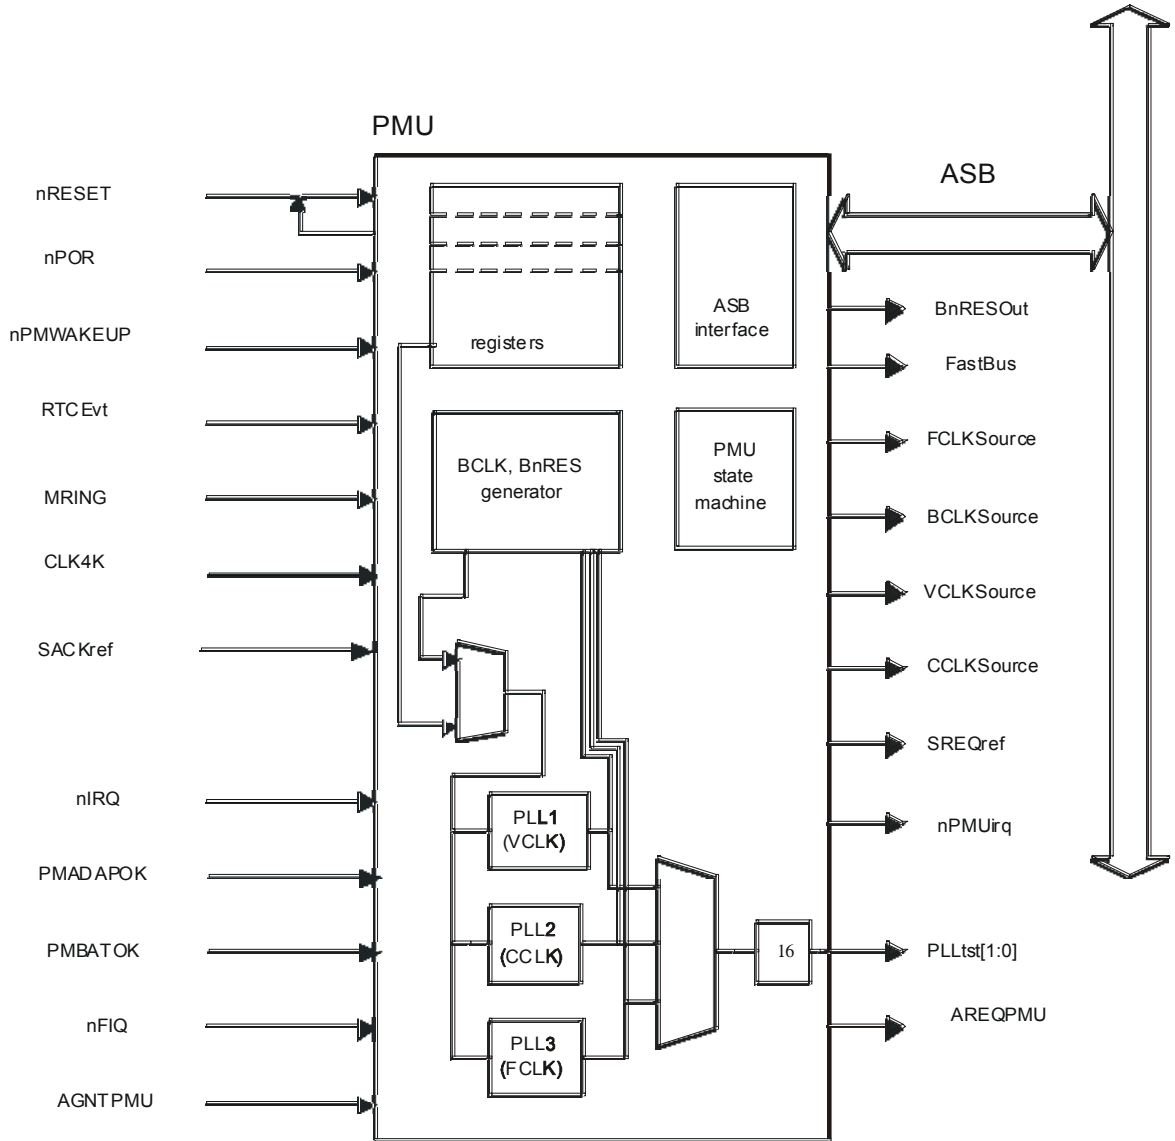 PMU
ASB
nRESET
nPOR
nPMWAKEUP
RTCEvt
MRING
CLK4K
SACKref
nIRQ
PMADAPOK
PMBATOK
nFIQ
AGNTPMU
registers
ASB
interface
BCLK, BnRES
generator
PMU
state
machine
PLL1
(VCLK)
PLL2
(CCLK)
PLL3
(FCLK)
16
BnRESOut
FastBus
FCLKSource
BCLKSource
VCLKSource
CCLKSource
SREQref
nPMUirq
PLLtst[1:0]
AREQPMU